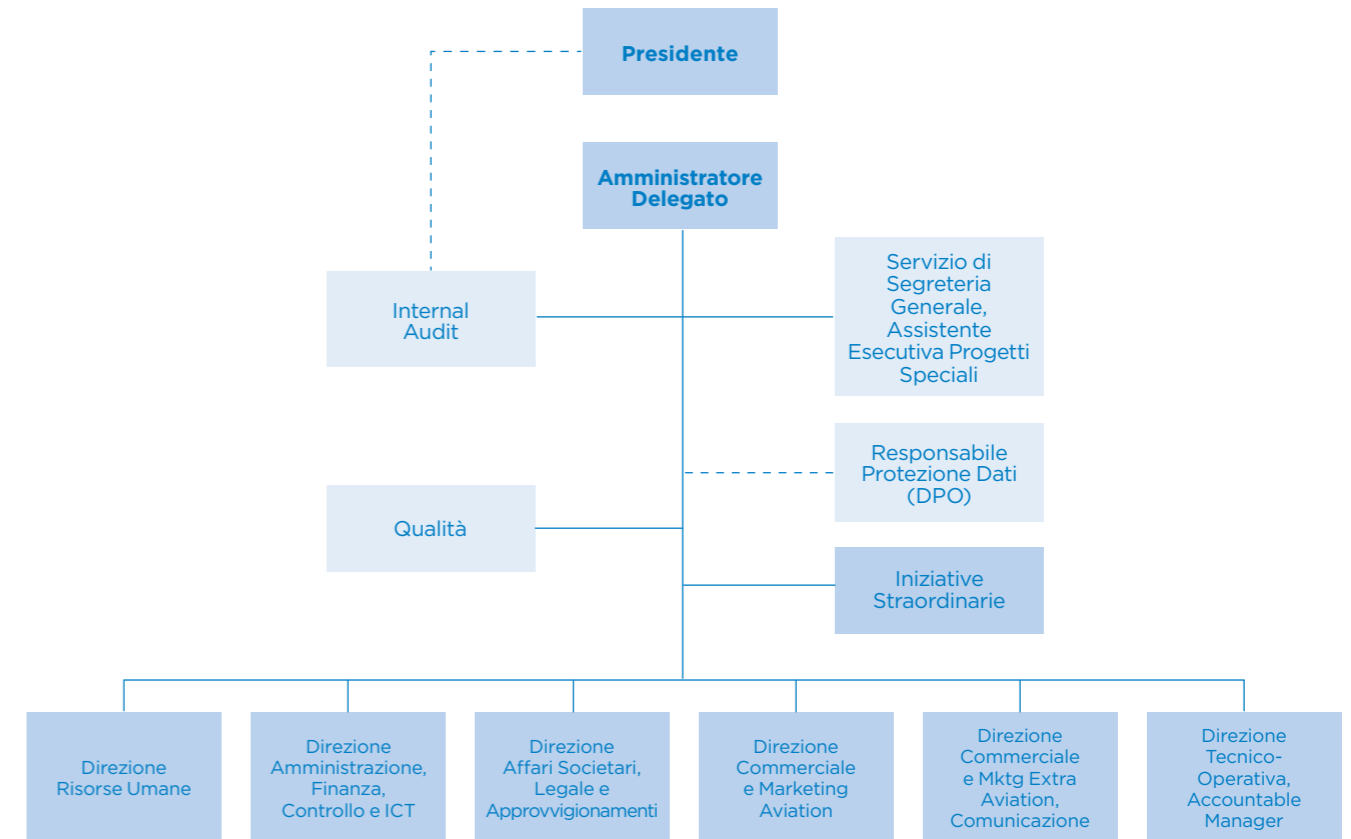 Presidente
Amministratore
Delegato
Internal
Audit
Servizio di
Segreteria
Generale,
Assistente
Esecutiva Progetti
Speciali
Responsabile
Protezione Dati
(DPO)
Qualità
Iniziative
Straordinarie
Direzione
Risorse Umane
Direzione
Amministrazione,
Finanza,
Controllo e ICT
Direzione
Affari Societari,
Legale e
Approvvigionamenti
Direzione
Commerciale
e Marketing
Aviation
Direzione
Commerciale
e Mktg Extra
Aviation,
Comunicazione
Direzione
Tecnico-
Operativa,
Accountable
Manager